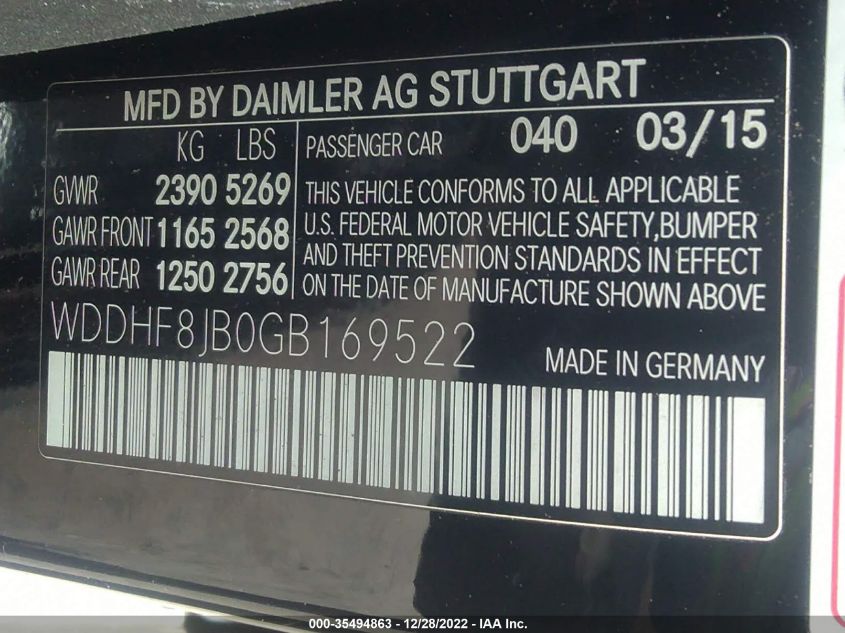 MFD BY DAIMLER AG STUTTGART
KG LBS
GVWR 2390 5269
GAWR FRONT 1165 2568
GAWR REAR 1250 2756
PASSENGER CAR 040 03/15
THIS VEHICLE CONFORMS TO ALL APPLICABLE
U.S. FEDERAL MOTOR VEHICLE SAFETY,BUMPER
AND THEFT PREVENTION STANDARDS IN EFFECT
ON THE DATE OF MANUFACTURE SHOWN ABOVE
WDDHF8JB0GB169522
MADE IN GERMANY
000-35494863 - 12/28/2022 - IAA Inc.